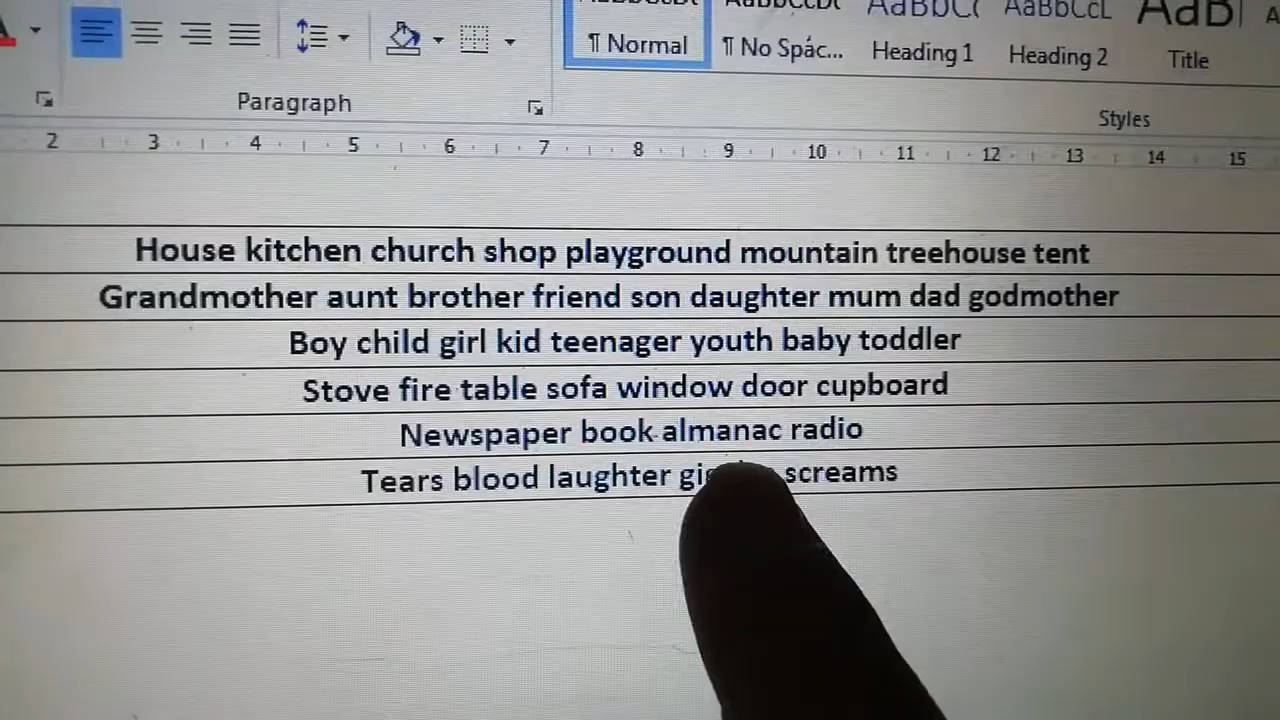 ¶ Normal
¶ No Spác...
Heading 1
Heading 2
Title
Paragraph
Styles
2 3 4 5 6 7 8 9 10 11 12 13 14 15
House kitchen church shop playground mountain treehouse tent
Grandmother aunt brother friend son daughter mum dad godmother
Boy child girl kid teenager youth baby toddler
Stove fire table sofa window door cupboard
Newspaper book almanac radio
Tears blood laughter screams